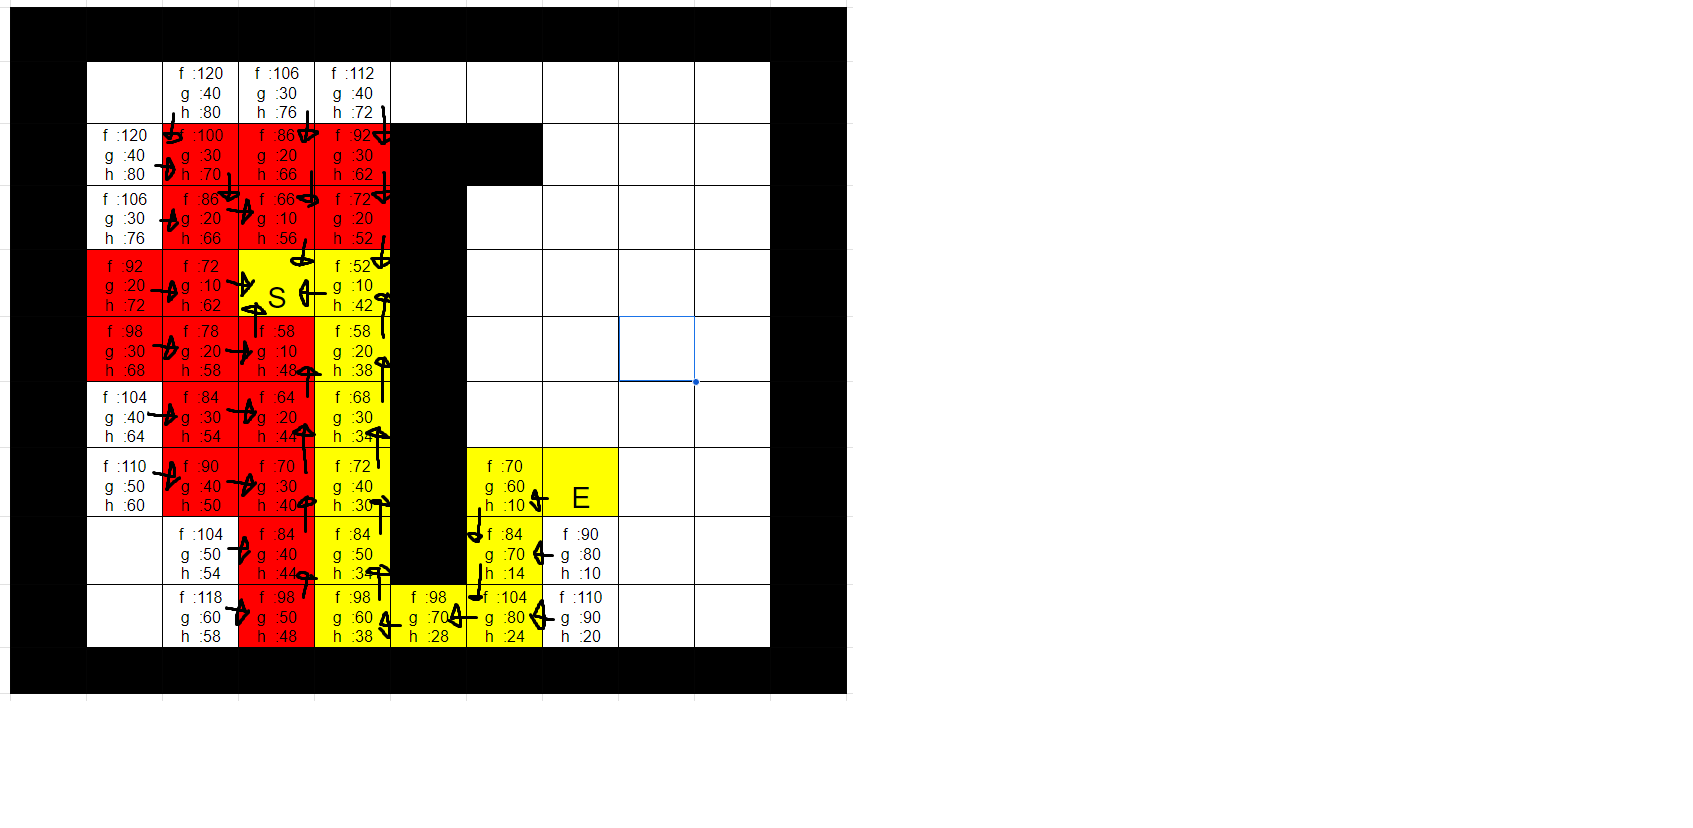 f :120 f :106 f :112
g :40 g :30 g :40
h :80 h :76 h :72
f :120 f :100 f :86 f :92
g :40 g :30 g :20 g :30
h :80 h :70 h :66 h :62
f :106 f :86 f :66 f :72
g :30 g :20 g :10 g :20
h :76 h :66 h :56 h :52
f :92 f :72 f :52
g :20 g :10 S g :10
h :72 h :62 h :42
f :98 f :78 f :58 f :58
g :30 g :20 g :10 g :20
h :68 h :58 h :48 h :38
f :104 f :84 f :64 f :68
g :40 g :30 g :20 g :30
h :64 h :54 h :44 h :34
f :110 f :90 f :70 f :72 f :70
g :50 g :40 g :30 g :40 g :60 E
h :60 h :50 h :40 h :30 h :10
f :104 f :84 f :84 f :84 f :90
g :50 g :40 g :50 g :70 g :80
h :54 h :44 h :34 h :14 h :10
f :118 f :98 f :98 f :98 f :104 f :110
g :60 g :50 g :60 g :70 g :80 g :90
h :58 h :48 h :38 h :28 h :24 h :20